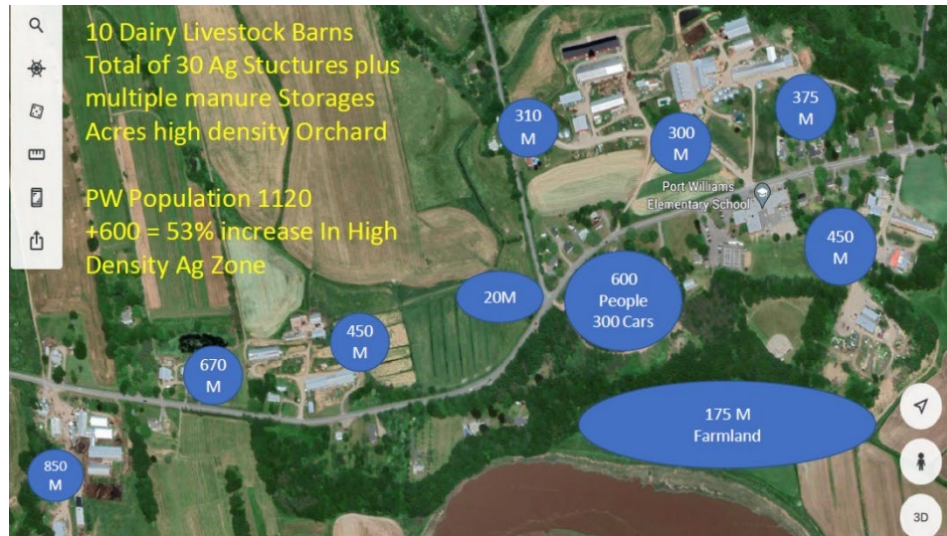 10 Dairy Livestock Barns
Total of 30 Ag Stuctures plus
multiple manure Storages
Acres high density Orchard
PW Population 1120
+600 = 53% increase In High
Density Ag Zone
310
M
300
M
375
M
Port Williams
Elementary School
450
M
20M
600
People
300 Cars
450
M
670
M
175 M
Farmland
850
M
3D